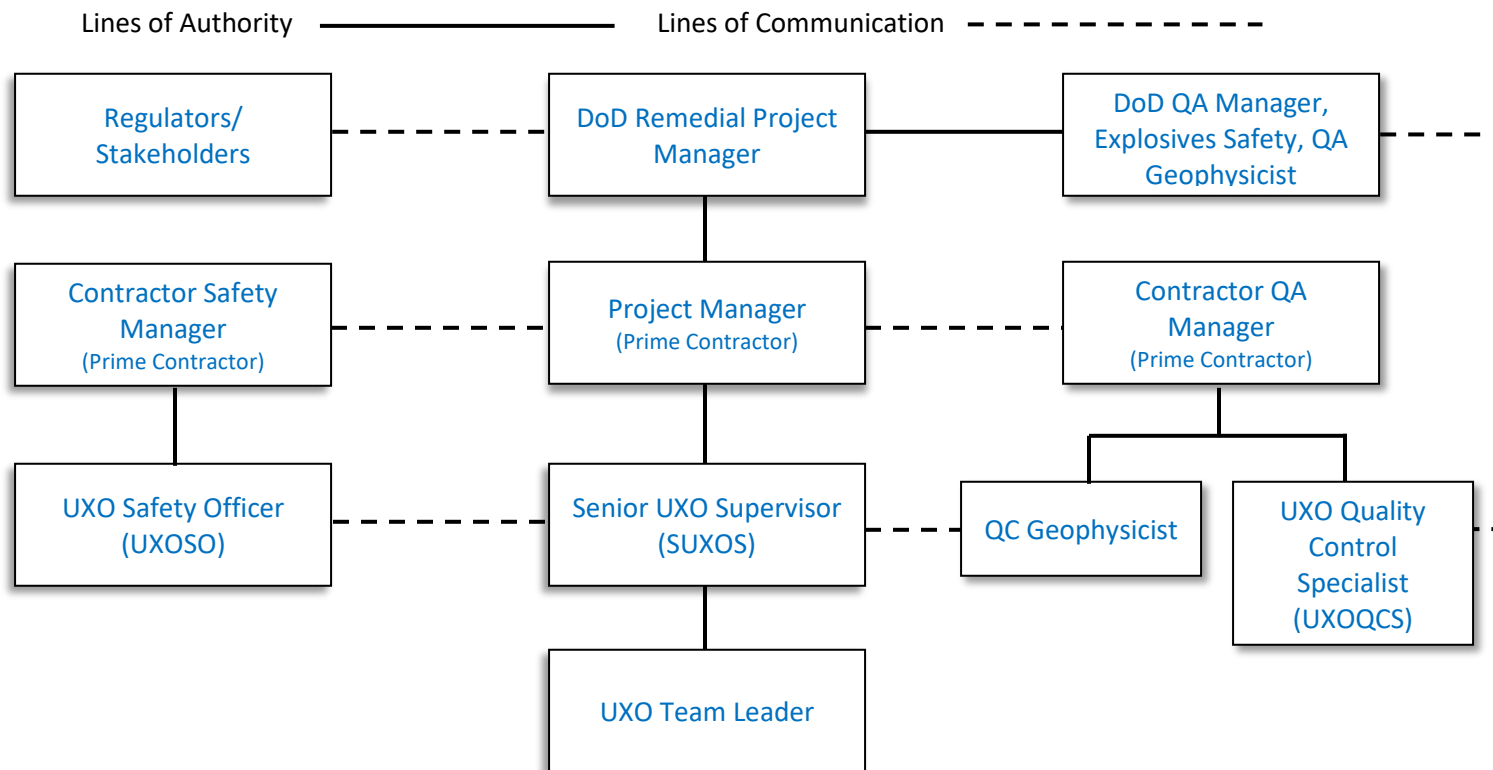 Lines of Authority
Lines of Communication
Regulators/
Stakeholders
DoD Remedial Project
Manager
DoD QA Manager,
Explosives Safety, QA
Geophysicist
Contractor Safety
Manager
(Prime Contractor)
Project Manager
(Prime Contractor)
Contractor QA
Manager
(Prime Contractor)
UXO Safety Officer
(UXOSO)
Senior UXO Supervisor
(SUXOS)
QC Geophysicist
UXO Quality
Control
Specialist
(UXOQCS)
UXO Team Leader